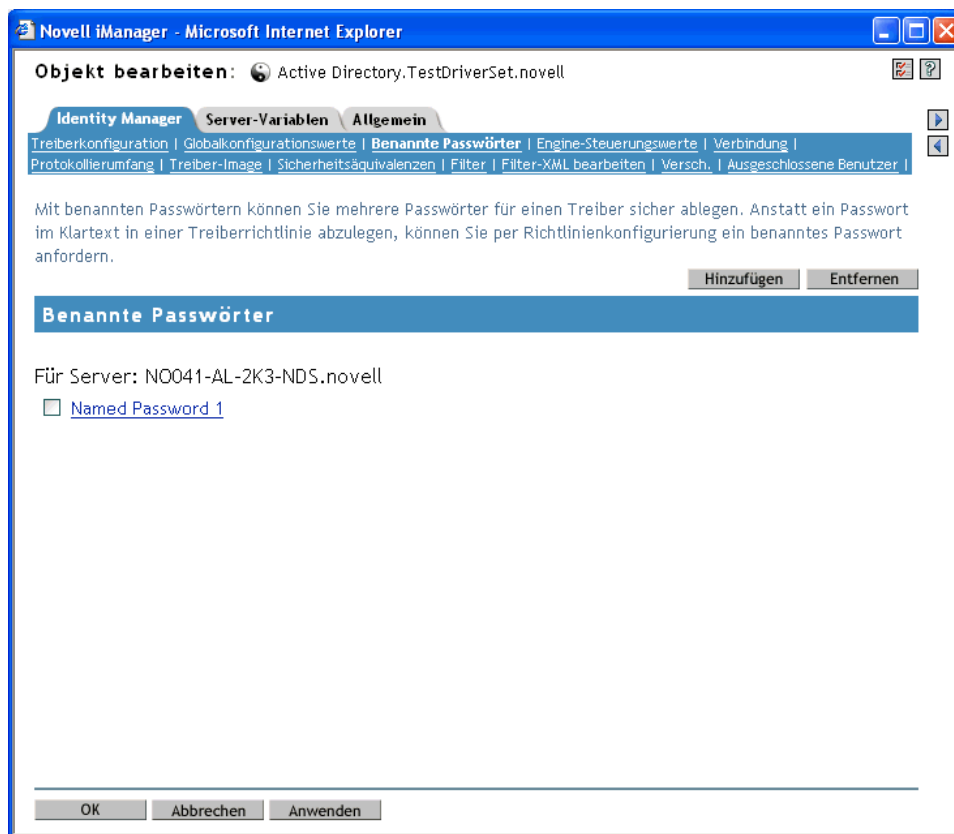 Novell iManager - Microsoft Internet Explorer
Objekt bearbeiten: Active Directory.TestDriverSet.novell
Identity Manager Server-Variablen Allgemein
Treiberkonfiguration | Globalkonfigurationswerte | Benannte Passwörter | Engine-Steuerungswerte | Verbindung |
Protokollierumfang | Treiber-Image | Sicherheitsäquivalenzen | Filter | Filter-XML bearbeiten | Versch. | Ausgeschlossene Benutzer |
Mit benannten Passwörtern können Sie mehrere Passwörter für einen Treiber sicher ablegen. Anstatt ein Passwort
im Klartext in einer Treiberrichtlinie abzulegen, können Sie per Richtlinienkonfigurierung ein benanntes Passwort
anfordern.
Hinzufügen Entfernen
Benannte Passwörter
Für Server: NO041-AL-2K3-NDS.novell
Named Password 1
OK Abbrechen Anwenden